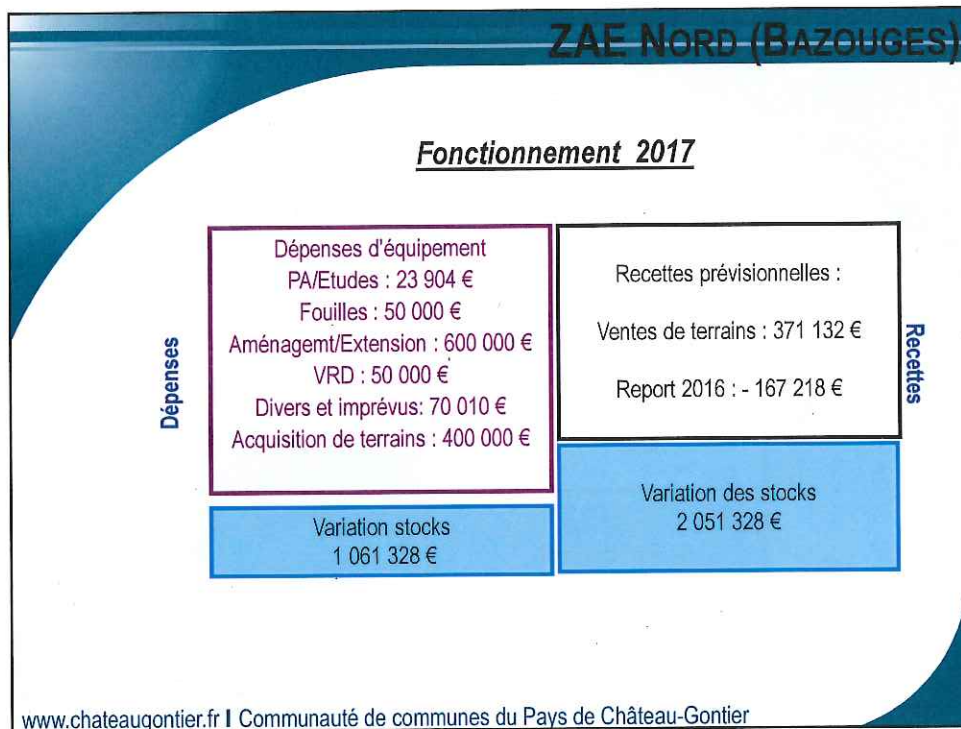 ZAE NORD (BAZOUGES)
Fonctionnement 2017
Dépenses
Dépenses d'équipement
PA/Etudes : 23 904 €
Fouilles : 50 000 €
Aménagemt/Extension : 600 000 €
VRD : 50 000 €
Divers et imprévus: 70 010 €
Acquisition de terrains : 400 000 €
Variation stocks
1 061 328 €
Recettes prévisionnelles :
Ventes de terrains : 371 132 €
Report 2016 : - 167 218 €
Variation des stocks
2 051 328 €
Recettes
www.chateaugontier.fr I Communauté de communes du Pays de Château-Gontier